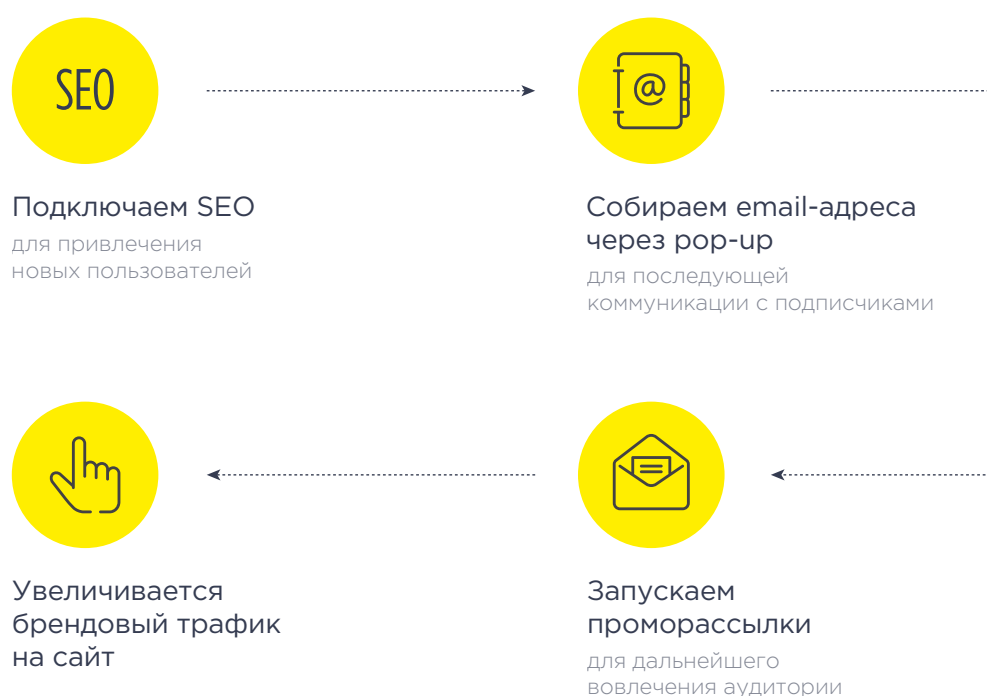 SEO
Подключаем SEO
для привлечения
новых пользователей
@
Собираем email-адреса
через pop-up
для последующей
коммуникации с подписчиками
Увеличивается
брендовый трафик
на сайт
Запускаем
проморассылки
для дальнейшего
вовлечения аудитории